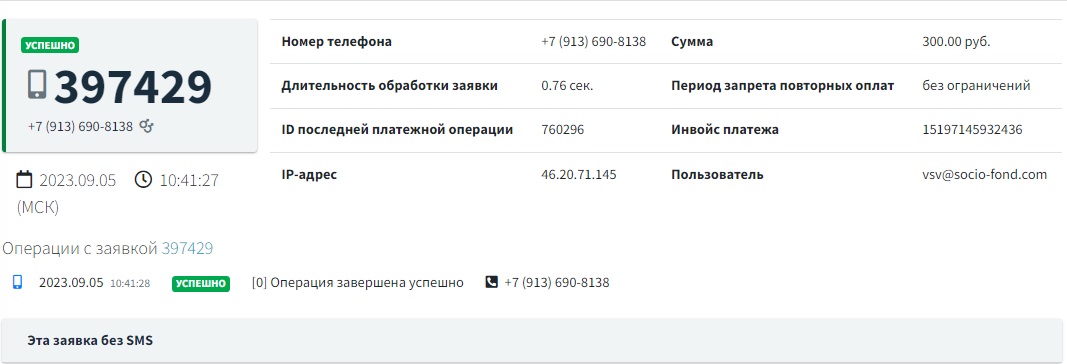 УСПЕШНО
397429
+7 (913) 690-8138
2023.09.05 10:41:27
(МСК)
Номер телефона +7 (913) 690-8138 Сумма 300.00 руб.
Длительность обработки заявки 0.76 сек. Период запрета повторных оплат без ограничений
ID последней платежной операции 760296 Инвойс платежа 15197145932436
IP-адрес 46.20.71.145 Пользователь vsv@socio-fond.com
Операции с заявкой 397429
2023.09.05 10:41:28 УСПЕШНО [0] Операция завершена успешно +7 (913) 690-8138
Эта заявка без SMS